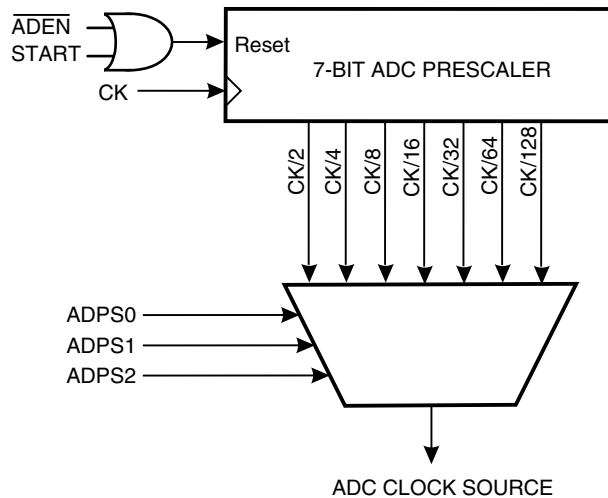 ADEN
START
Reset
7-BIT ADC PRESCALER
CK
CK/2
CK/4
CK/8
CK/16
CK/32
CK/64
CK/128
ADPS0
ADPS1
ADPS2
ADC CLOCK SOURCE